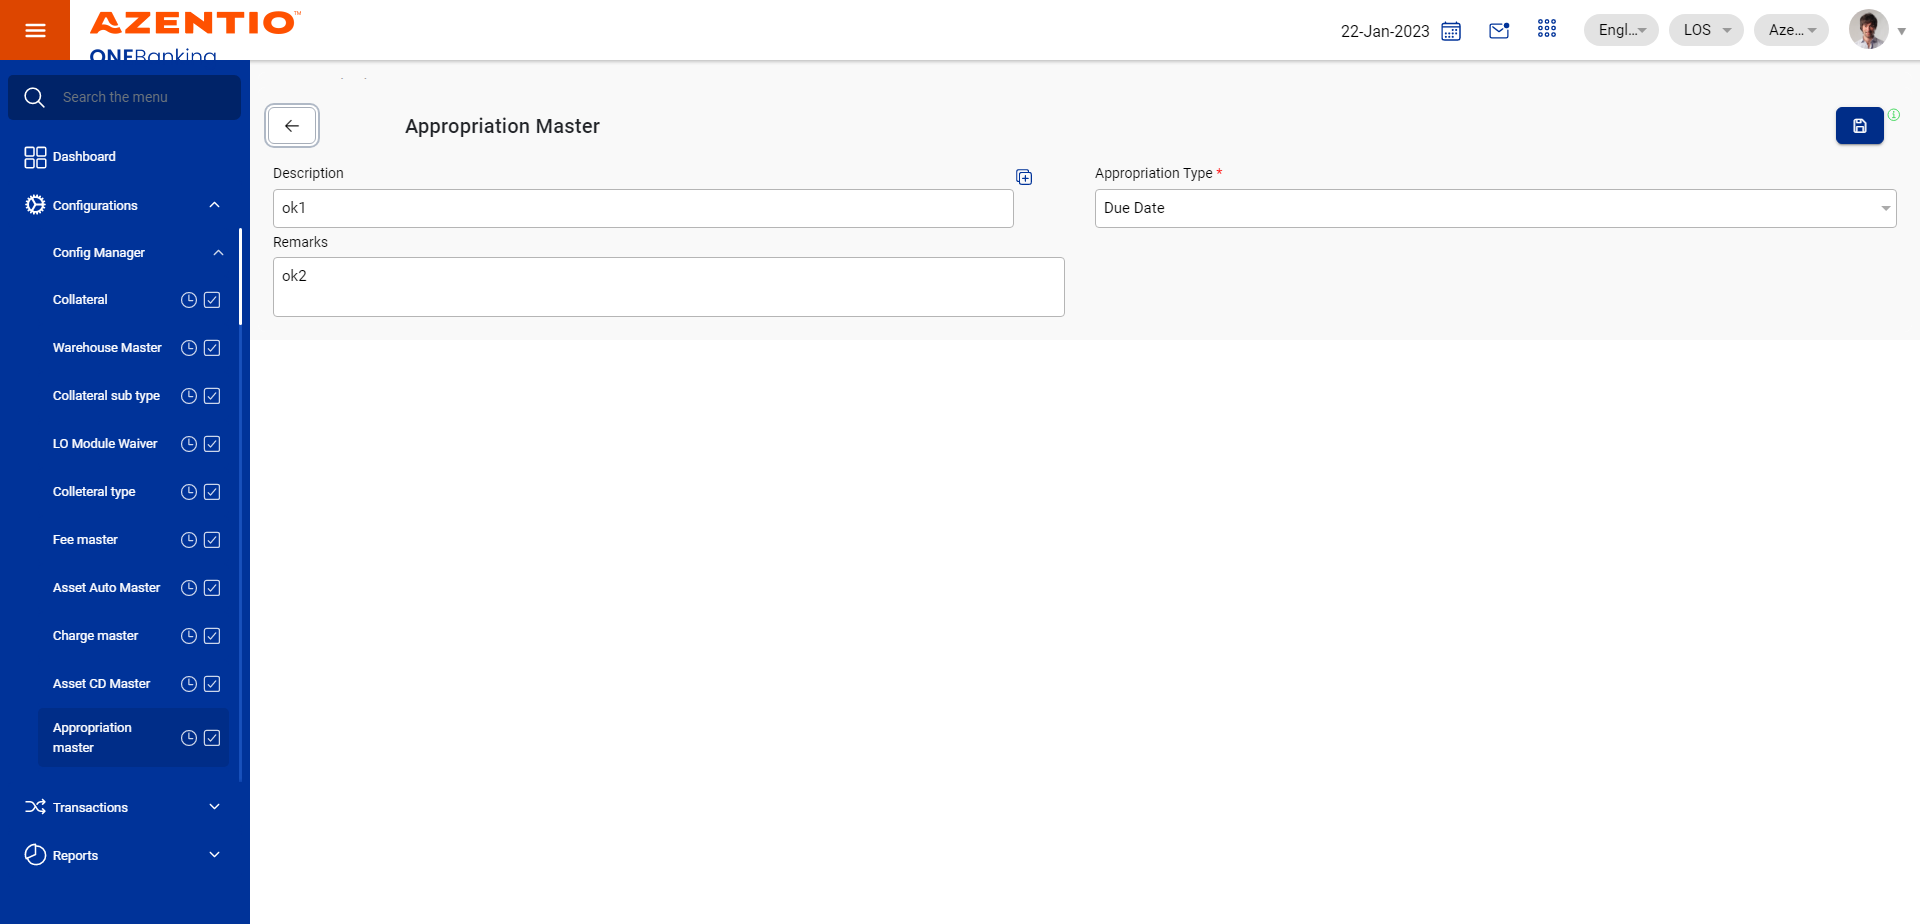 AZENTIO™
ONEBanking
22-Jan-2023
Engl...
LOS
Aze...
Search the menu
Dashboard
Configurations
Config Manager
Collateral
Warehouse Master
Collateral sub type
LO Module Waiver
Colleteral type
Fee master
Asset Auto Master
Charge master
Asset CD Master
Appropriation
master
Transactions
Reports
Appropriation Master
Description
ok1
Appropriation Type *
Due Date
Remarks
ok2